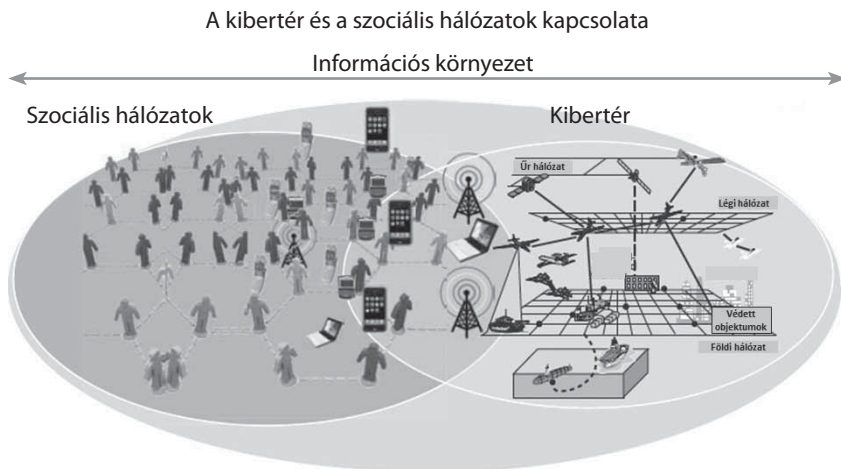 A kibertér és a szociális hálózatok kapcsolata
Információs környezet
Szociális hálózatok
Kibertér
Űr hálózat
Légi hálózat
Védett
objektumok
Földi hálózat